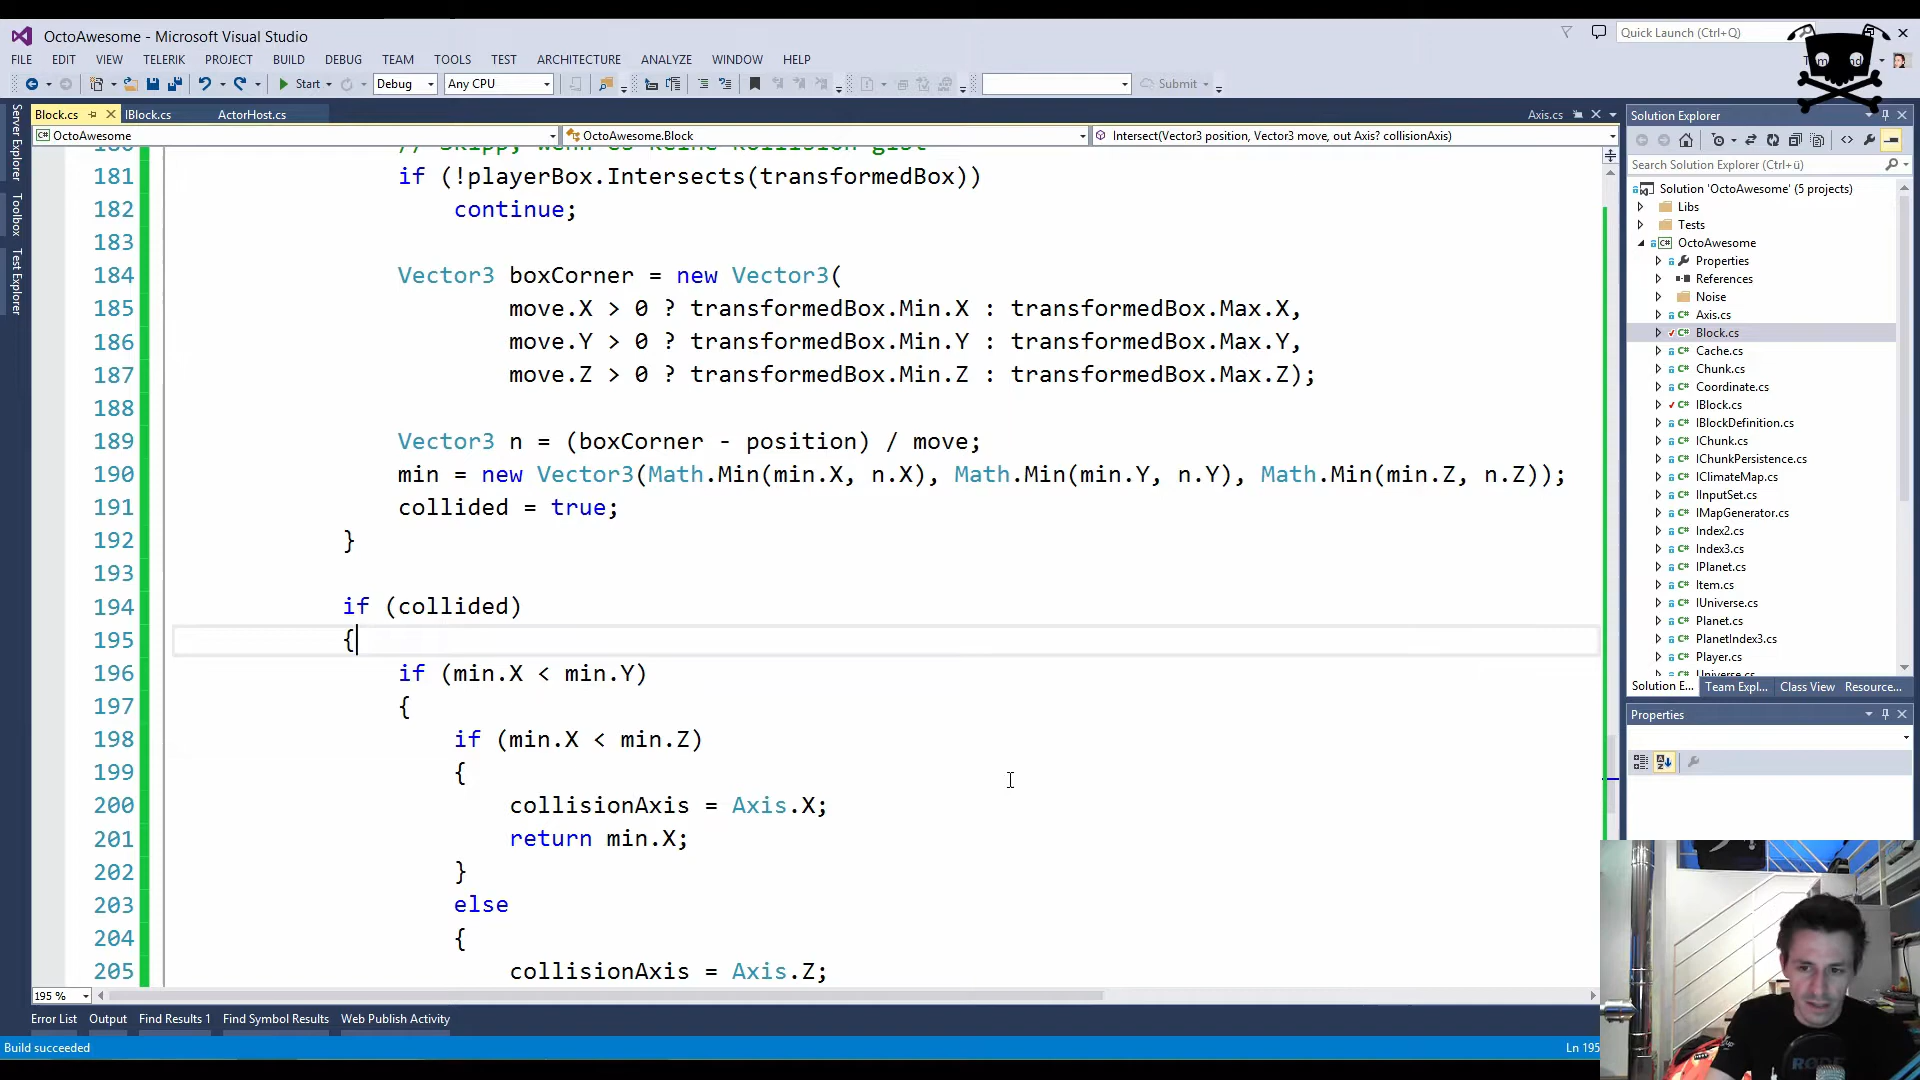 OctoAwesome - Microsoft Visual Studio
Quick Launch (Ctrl+Q)
FILE EDIT VIEW TELERIK PROJECT BUILD DEBUG TEAM TOOLS TEST ARCHITECTURE ANALYZE WINDOW HELP
Start Debug Any CPU Submit
Block.cs IBlock.cs ActorHost.cs Axis.cs
OctoAwesome OctoAwesome.Block Intersect(Vector3 position, Vector3 move, out Axis? collisionAxis)
Server Explorer
Toolbox
Test Explorer
// Skipp, wenn es keine Kollision gibt
181 if (!playerBox.Intersects(transformedBox))
182 continue;
183
184 Vector3 boxCorner = new Vector3(
185 move.X > 0 ? transformedBox.Min.X : transformedBox.Max.X,
186 move.Y > 0 ? transformedBox.Min.Y : transformedBox.Max.Y,
187 move.Z > 0 ? transformedBox.Min.Z : transformedBox.Max.Z);
188
189 Vector3 n = (boxCorner - position) / move;
190 min = new Vector3(Math.Min(min.X, n.X), Math.Min(min.Y, n.Y), Math.Min(min.Z, n.Z));
191 collided = true;
192 }
193
194 if (collided)
195 {
196 if (min.X < min.Y)
197 {
198 if (min.X < min.Z)
199 {
200 collisionAxis = Axis.X;
201 return min.X;
202 }
203 else
204 {
205 collisionAxis = Axis.Z;
195 %
Error List Output Find Results 1 Find Symbol Results Web Publish Activity
Build succeeded
Ln 195
Solution Explorer
Search Solution Explorer (Ctrl+ü)
Solution 'OctoAwesome' (5 projects)
Libs
Tests
OctoAwesome
Properties
References
Noise
Axis.cs
Block.cs
Cache.cs
Chunk.cs
Coordinate.cs
IBlock.cs
IBlockDefinition.cs
IChunk.cs
IChunkPersistence.cs
IClimateMap.cs
IInputSet.cs
IMapGenerator.cs
Index2.cs
Index3.cs
IPlanet.cs
Item.cs
IUniverse.cs
Planet.cs
PlanetIndex3.cs
Player.cs
Universe.cs
Solution E... Team Expl... Class View Resource...
Properties
RØDE